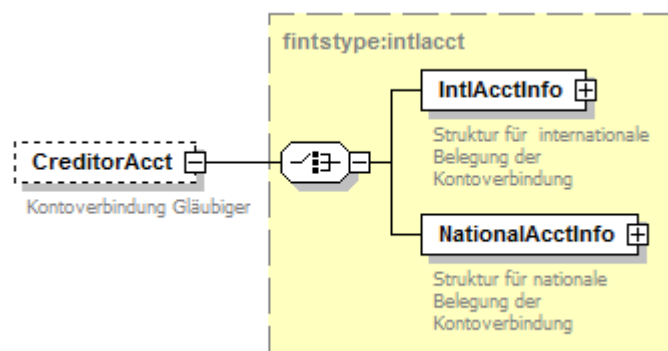 fintstype:intlacct
IntlAcctInfo
Struktur für internationale
Belegung der
Kontoverbindung
CreditorAcct
Kontoverbindung Gläubiger
NationalAcctInfo
Struktur für nationale
Belegung der
Kontoverbindung